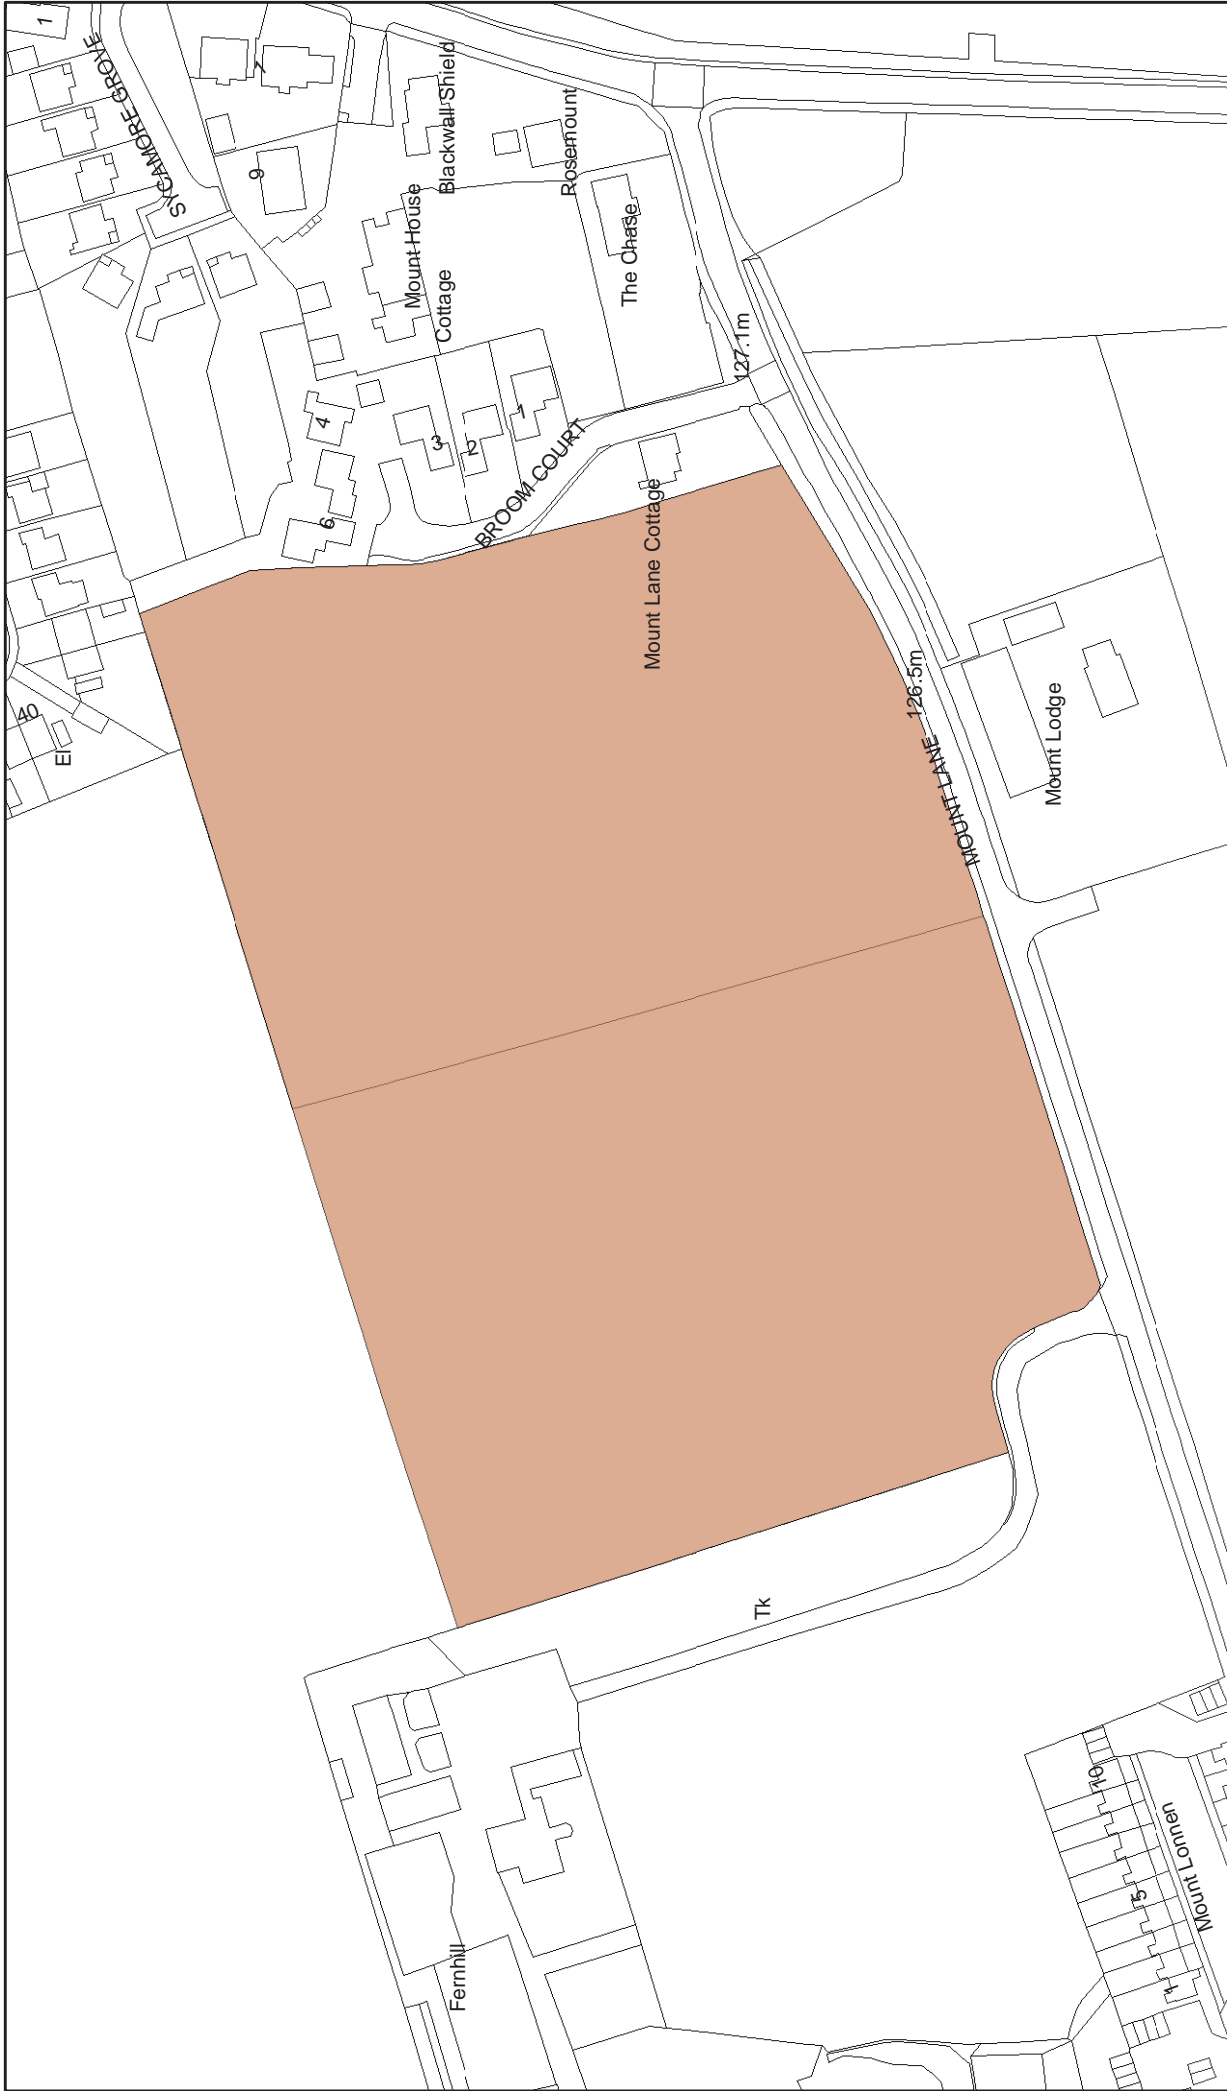 1
SYCAMORE GROVE
7
9
Blackwall Shield
Rosemount
Mount House
Cottage
The Chase
127.1m
4
3
2
1
6
BROOM COURT
Mount Lane Cottage
40
El
126.5m
MOUNT LANE
Mount Lodge
Tk
Fernhill
10
5
1
Mount Lonnen